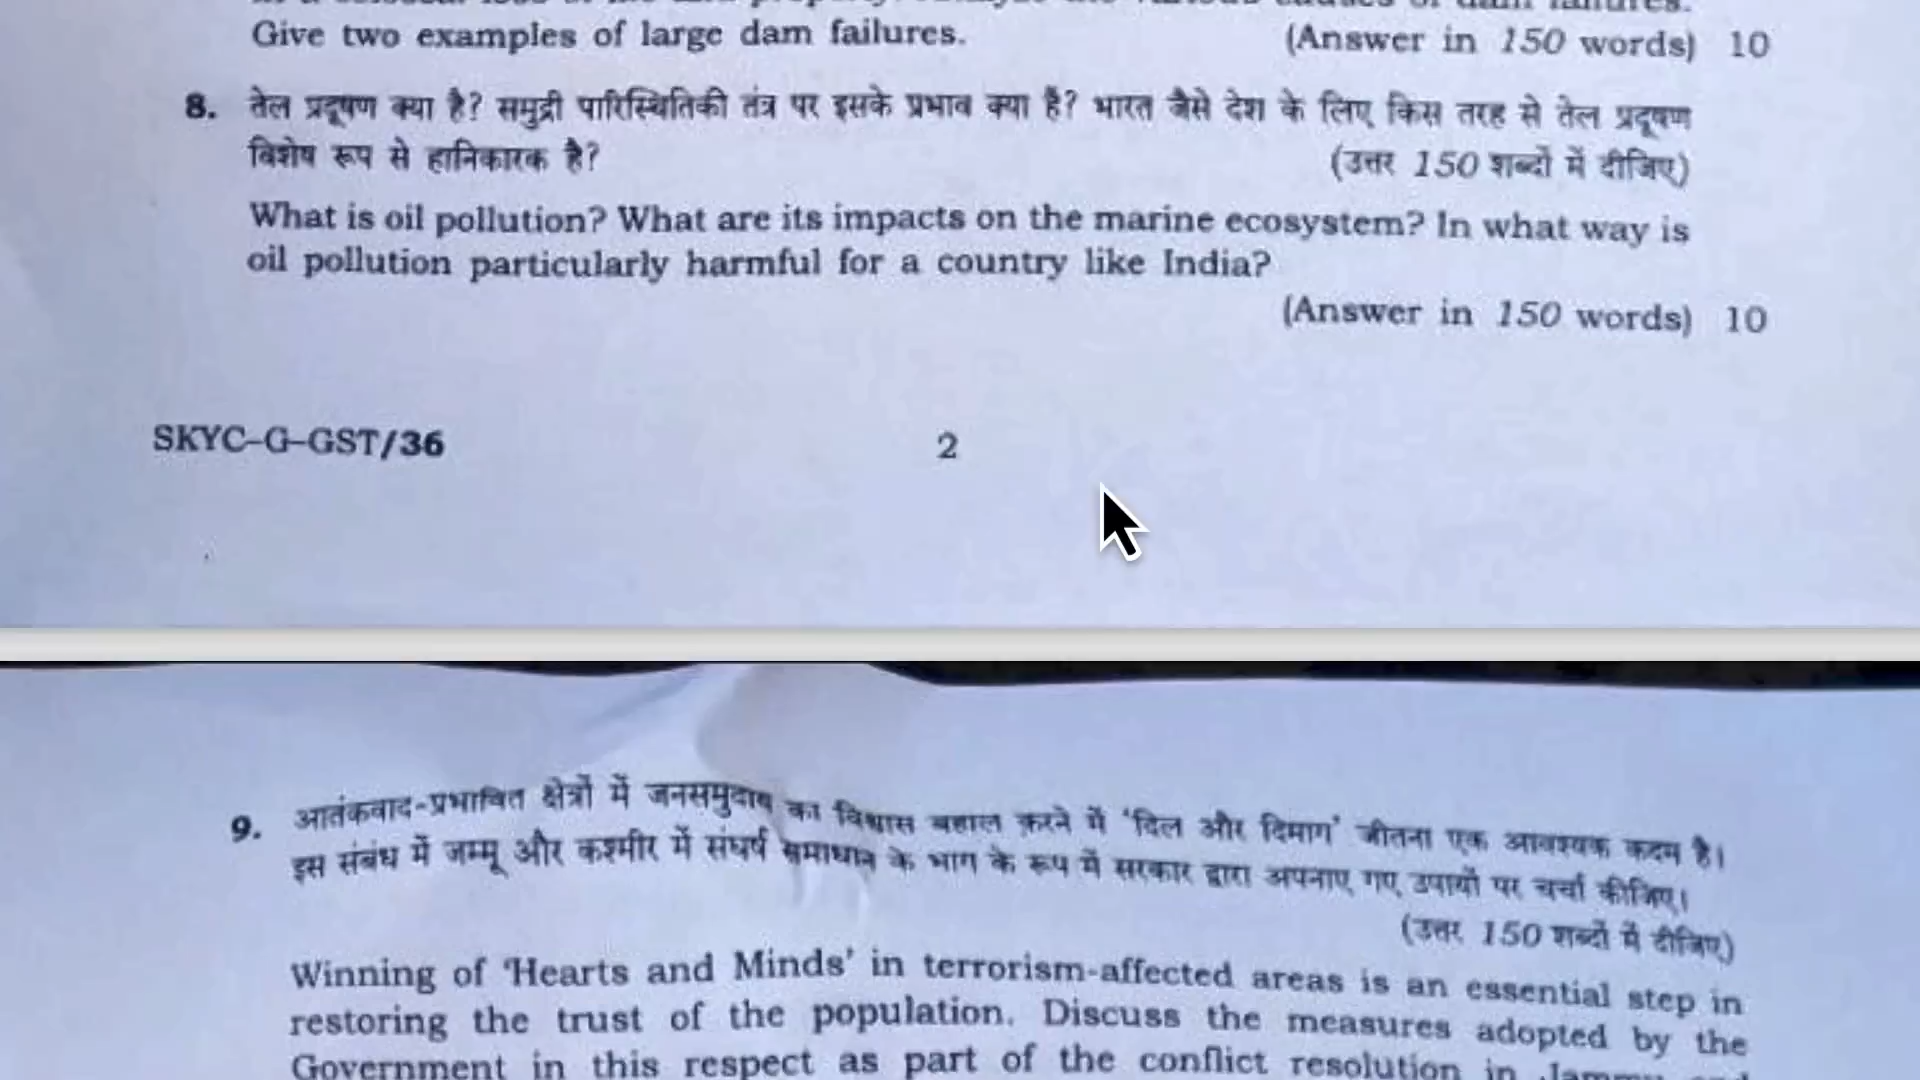 Give two examples of large dam failures. (Answer in 150 words) 10
8. तेल प्रदूषण क्या है? समुद्री पारिस्थितिकी तंत्र पर इसके प्रभाव क्या हैं? भारत जैसे देश के लिए किस तरह से तेल प्रदूषण
विशेष रूप से हानिकारक है? (उत्तर 150 शब्दों में दीजिए)
What is oil pollution? What are its impacts on the marine ecosystem? In what way is
oil pollution particularly harmful for a country like India?
(Answer in 150 words) 10
SKYC-G-GST/36 2
9. आतंकवाद-प्रभावित क्षेत्रों में जनसमुदाय का विश्वास बहाल करने में ‘दिल और दिमाग’ जीतना एक आवश्यक कदम है।
इस संबंध में जम्मू और कश्मीर में संघर्ष समाधान के भाग के रूप में सरकार द्वारा अपनाए गए उपायों पर चर्चा कीजिए।
(उत्तर 150 शब्दों में दीजिए)
Winning of ‘Hearts and Minds’ in terrorism-affected areas is an essential step in
restoring the trust of the population. Discuss the measures adopted by the
Government in this respect as part of the conflict resolution in